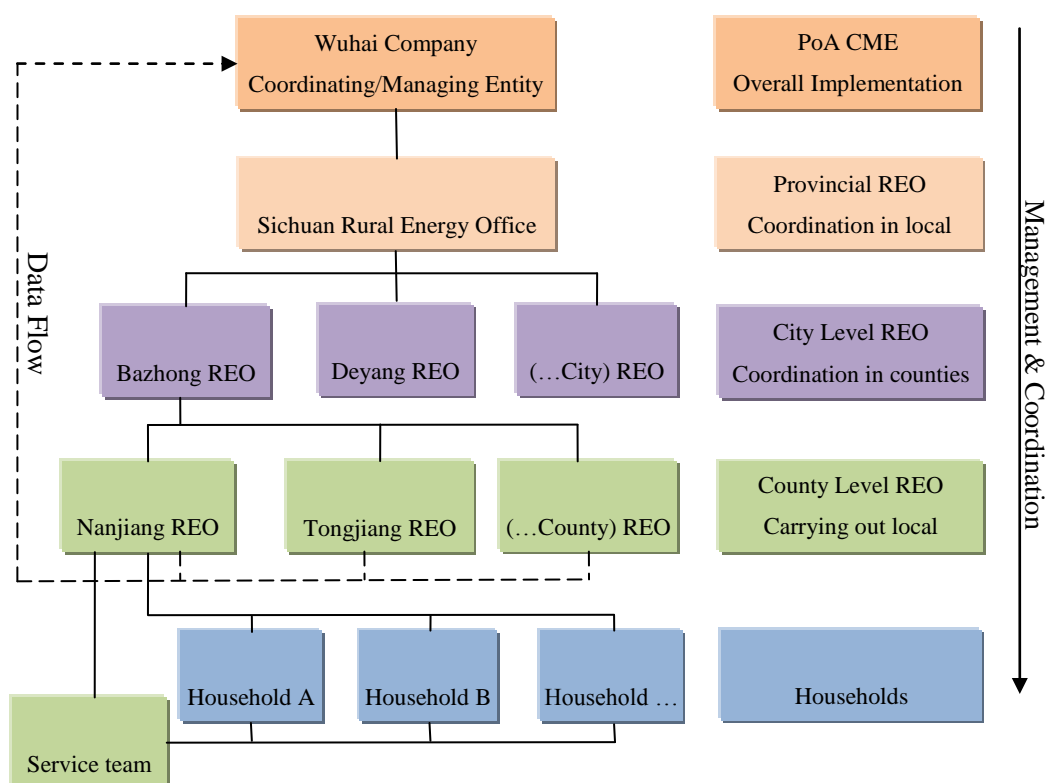 Wuhai Company
Coordinating/Managing Entity
PoA CME
Overall Implementation
Sichuan Rural Energy Office
Provincial REO
Coordination in local
Data Flow
Management & Coordination
Bazhong REO
Deyang REO
(…City) REO
City Level REO
Coordination in counties
Nanjiang REO
Tongjiang REO
(…County) REO
County Level REO
Carrying out local
Household A
Household B
Household …
Households
Service team